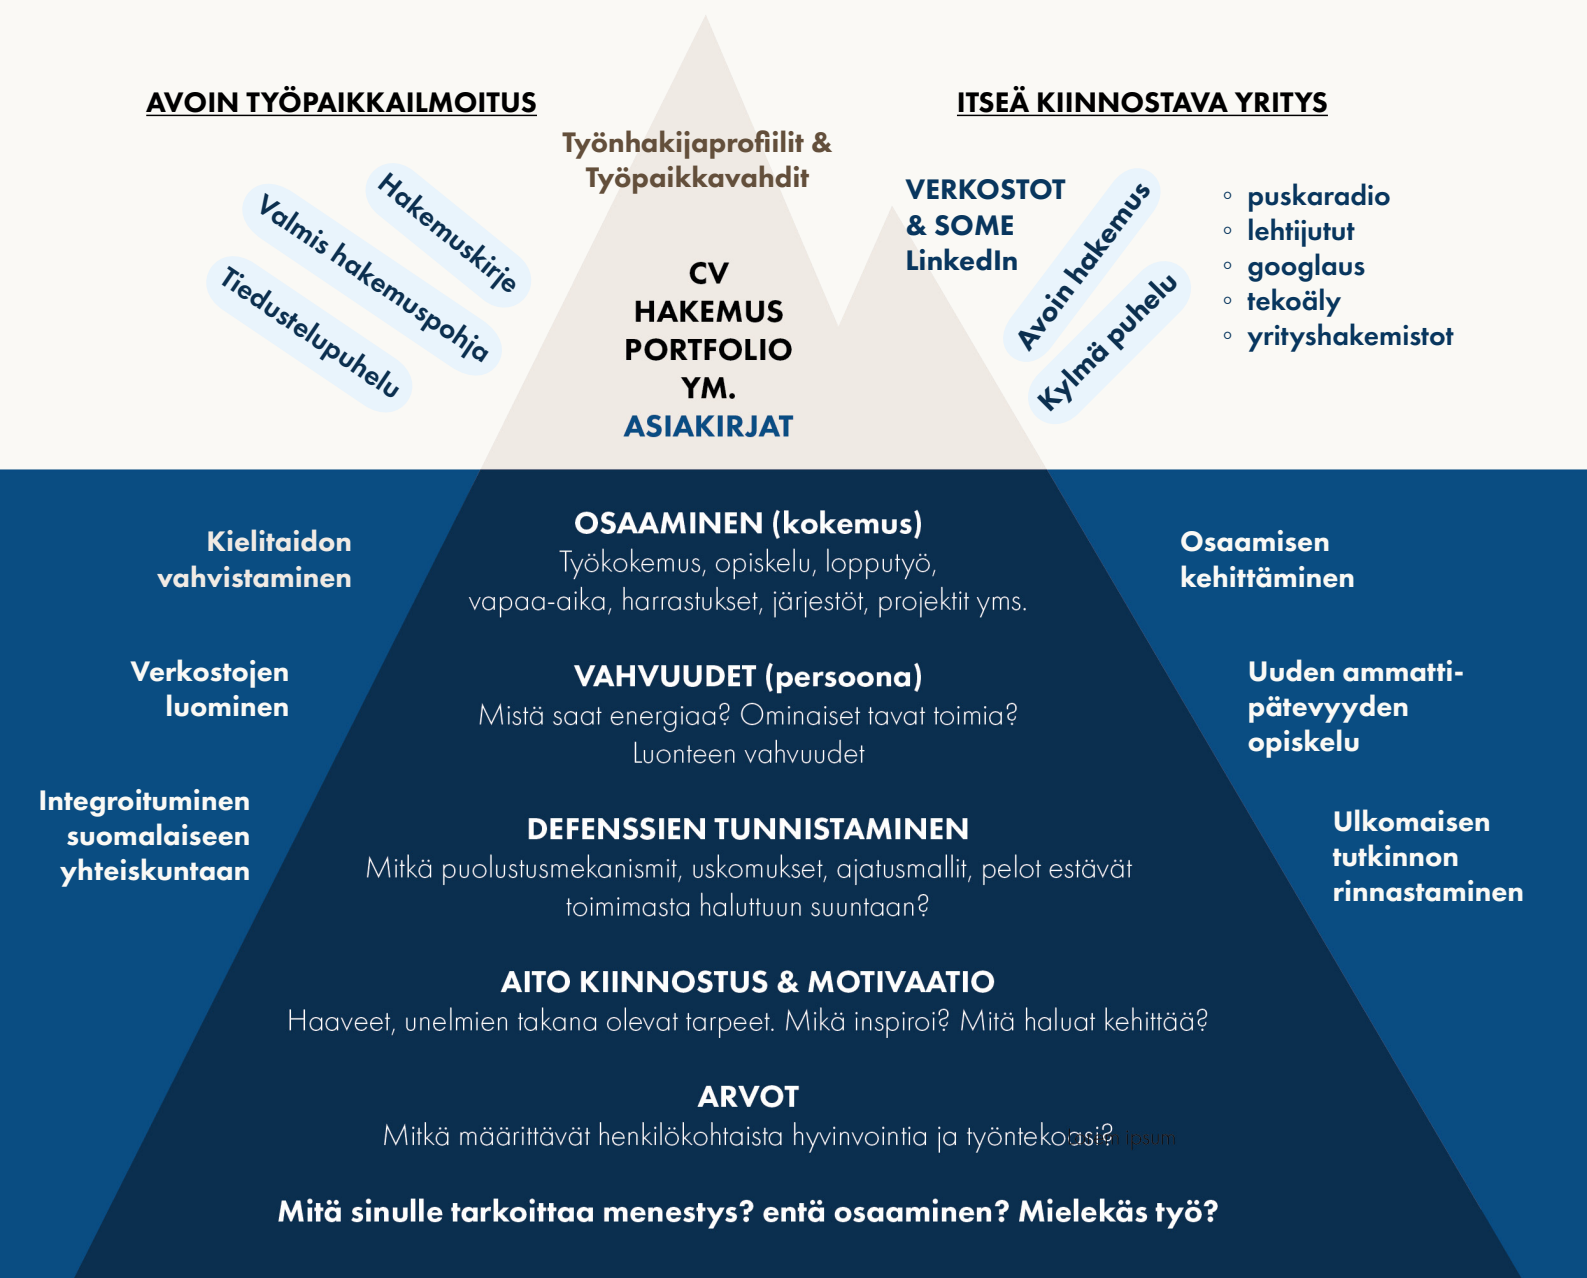 AVOIN TYÖPAIKKAILMOITUS
ITSEÄ KIINNOSTAVA YRITYS
Työnhakijaprofiilit &
Työpaikkavahdit
Hakemuskirje
Valmis hakemuspohja
Tiedustelupuhelu
VERKOSTOT
& SOME
LinkedIn
Avoin hakemus
Kylmä puhelu
puskaradio
lehtijutut
googlaus
tekoäly
yrityshakemistot
CV
HAKEMUS
PORTFOLIO
YM.
ASIAKIRJAT
Kielitaidon
vahvistaminen
Verkostojen
luominen
Integroituminen
suomalaiseen
yhteiskuntaan
OSAAMINEN (kokemus)
Työkokemus, opiskelu, lopputyö,
vapaa-aika, harrastukset, järjestöt, projektit yms.
VAHVUUDET (persoona)
Mistä saat energiaa? Ominaiset tavat toimia?
Luonteen vahvuudet
DEFENSSIEN TUNNISTAMINEN
Mitkä puolustusmekanismit, uskomukset, ajatusmallit, pelot estävät
toimimasta haluttuun suuntaan?
AITO KIINNOSTUS & MOTIVAATIO
Haaveet, unelmien takana olevat tarpeet. Mikä inspiroi? Mitä haluat kehittää?
ARVOT
Mitkä määrittävät henkilökohtaista hyvinvointia ja työntekoasi?
ipsum
Mitä sinulle tarkoittaa menestys? entä osaaminen? Mielekäs työ?
Osaamisen
kehittäminen
Uuden ammatti-
pätevyyden
opiskelu
Ulkomaisen
tutkinnon
rinnastaminen